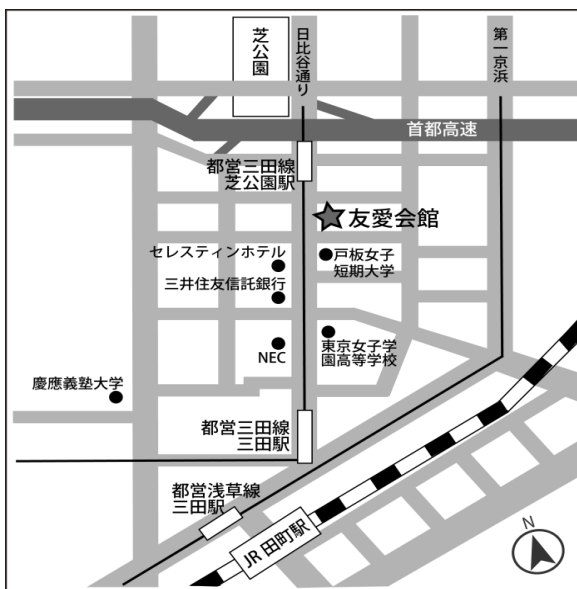 芝公園
日比谷通り
第一京浜
首都高速
都営三田線
芝公園駅
友愛会館
セレスティンホテル
戸板女子
短期大学
三井住友信託銀行
NEC
東京女子学
園高等学校
慶應義塾大学
都営三田線
三田駅
都営浅草線
三田駅
JR 田町駅
N